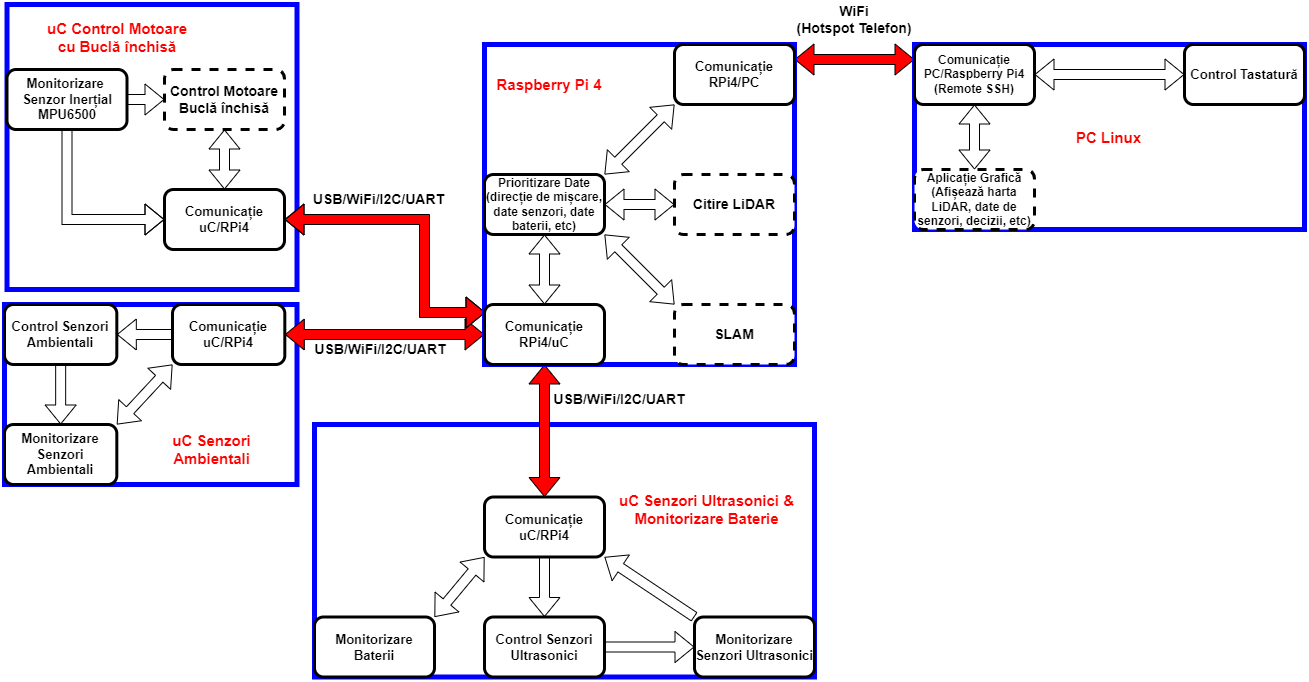 uC Control Motoare
cu Buclă închisă
Monitorizare
Senzor Inerțial
MPU6500
Control Motoare
Buclă închisă
Comunicație
uC/RPi4
USB/WiFi/I2C/UART
Control Senzori
Ambientali
Comunicație
uC/RPi4
USB/WiFi/I2C/UART
Monitorizare
Senzori
Ambientali
uC Senzori
Ambientali
Raspberry Pi 4
Comunicație
RPi4/PC
Prioritizare Date
(direcție de mișcare,
date senzori, date
baterii, etc)
Citire LiDAR
Comunicație
RPi4/uC
SLAM
WiFi
(Hotspot Telefon)
Comunicație
PC/Raspberry Pi4
(Remote SSH)
Control Tastatură
PC Linux
Aplicație Grafică
(Afișează harta
LiDAR, date de
senzori, decizii, etc)
USB/WiFi/I2C/UART
uC Senzori Ultrasonici &
Monitorizare Baterie
Comunicație
uC/RPi4
Monitorizare
Baterii
Control Senzori
Ultrasonici
Monitorizare
Senzori Ultrasonici